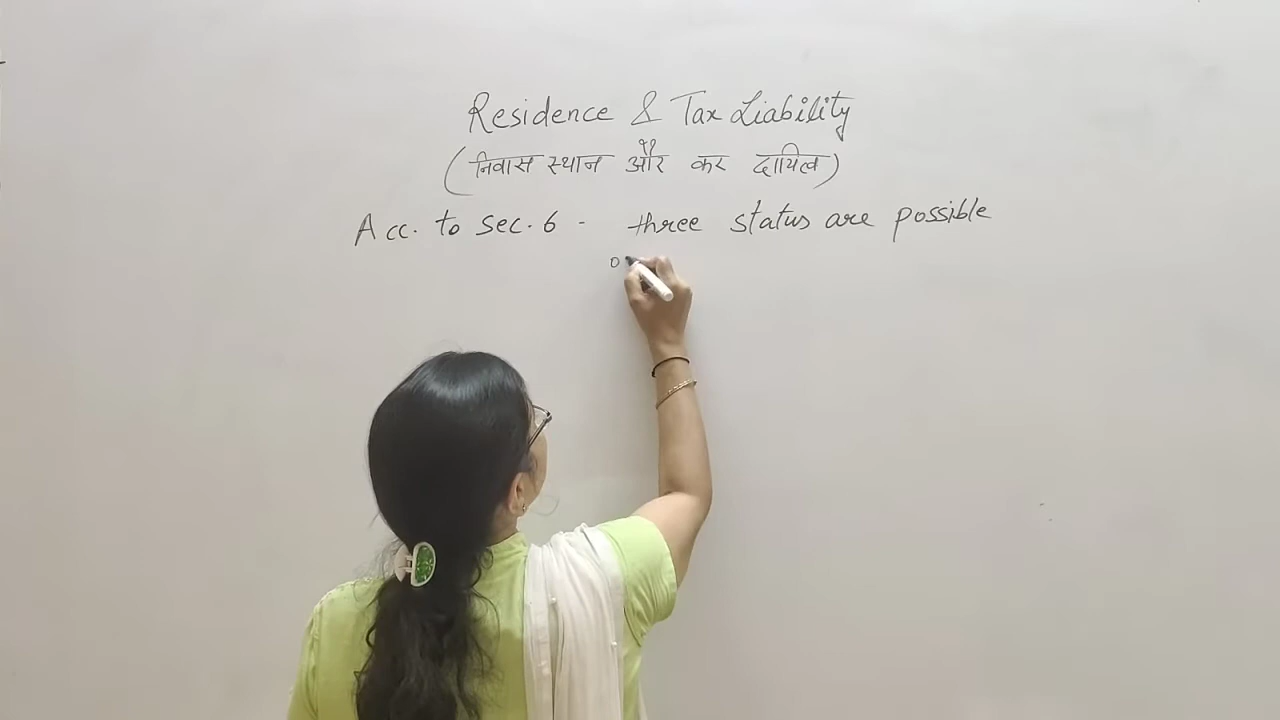 Residence & Tax Liability
(निवास स्थान और कर दायित्व)
Acc. to sec. 6 - three status are possible